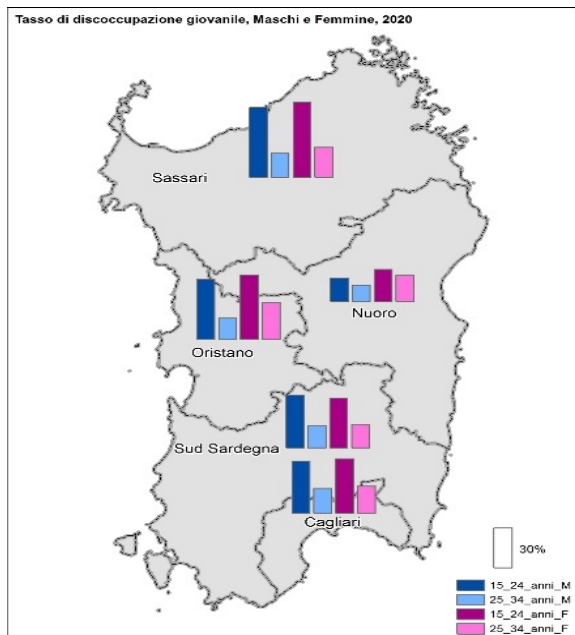 Tasso di discoccupazione giovanile, Maschi e Femmine, 2020
Sassari
Nuoro
Oristano
Sud Sardegna
Cagliari
30%
15_24_anni_M
25_34_anni_M
15_24_anni_F
25_34_anni_F